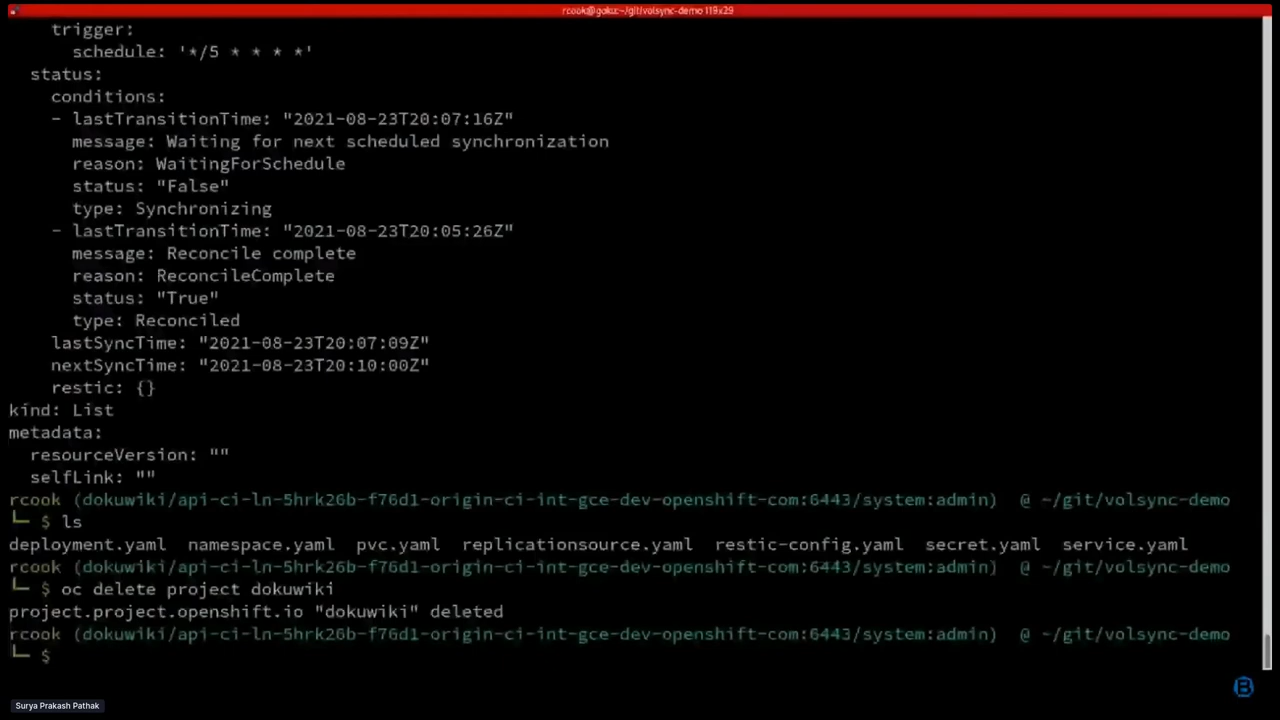 rcook@goku:~/git/volsync-demo 119x29
trigger:
schedule: '*/5 * * * *'
status:
conditions:
- lastTransitionTime: "2021-08-23T20:07:16Z"
message: Waiting for next scheduled synchronization
reason: WaitingForSchedule
status: "False"
type: Synchronizing
- lastTransitionTime: "2021-08-23T20:05:26Z"
message: Reconcile complete
reason: ReconcileComplete
status: "True"
type: Reconciled
lastSyncTime: "2021-08-23T20:07:09Z"
nextSyncTime: "2021-08-23T20:10:00Z"
restic: {}
kind: List
metadata:
resourceVersion: ""
selfLink: ""
rcook (dokuwiki/api-ci-ln-5hrk26b-f76d1-origin-ci-int-gce-dev-openshift-com:6443/system:admin) @ ~/git/volsync-demo
└─ $ ls
deployment.yaml namespace.yaml pvc.yaml replicationsource.yaml restic-config.yaml secret.yaml service.yaml
rcook (dokuwiki/api-ci-ln-5hrk26b-f76d1-origin-ci-int-gce-dev-openshift-com:6443/system:admin) @ ~/git/volsync-demo
└─ $ oc delete project dokuwiki
project.project.openshift.io "dokuwiki" deleted
rcook (dokuwiki/api-ci-ln-5hrk26b-f76d1-origin-ci-int-gce-dev-openshift-com:6443/system:admin) @ ~/git/volsync-demo
└─ $
B
Surya Prakash Pathak